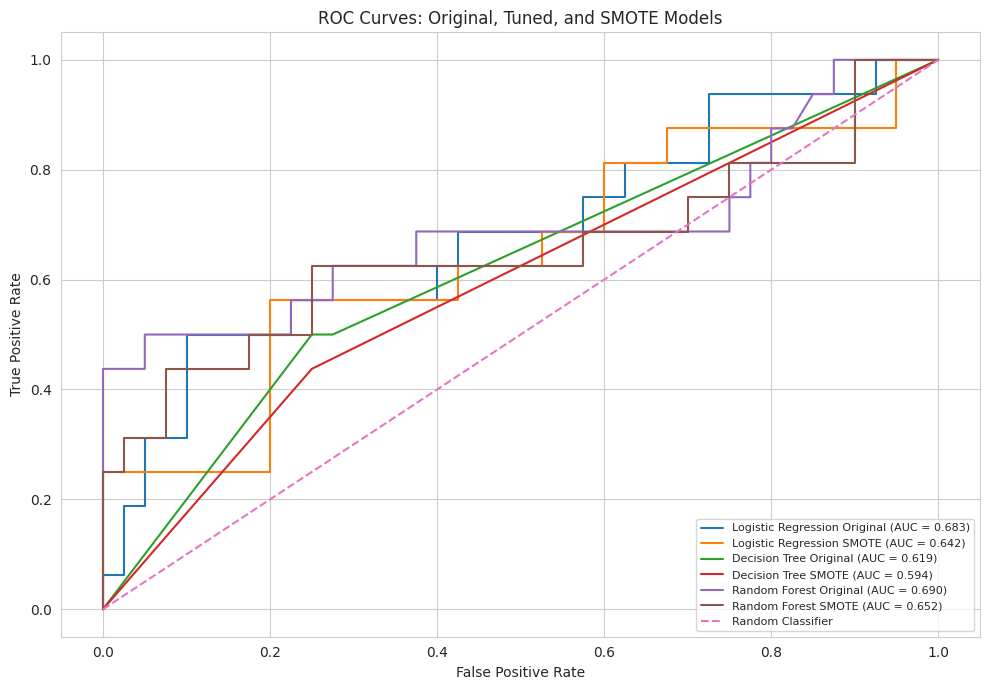 ROC Curves: Original, Tuned, and SMOTE Models
True Positive Rate
1.0
0.8
0.6
0.4
0.2
0.0
0.0 0.2 0.4 0.6 0.8 1.0
False Positive Rate
Logistic Regression Original (AUC = 0.683)
Logistic Regression SMOTE (AUC = 0.642)
Decision Tree Original (AUC = 0.619)
Decision Tree SMOTE (AUC = 0.594)
Random Forest Original (AUC = 0.690)
Random Forest SMOTE (AUC = 0.652)
Random Classifier